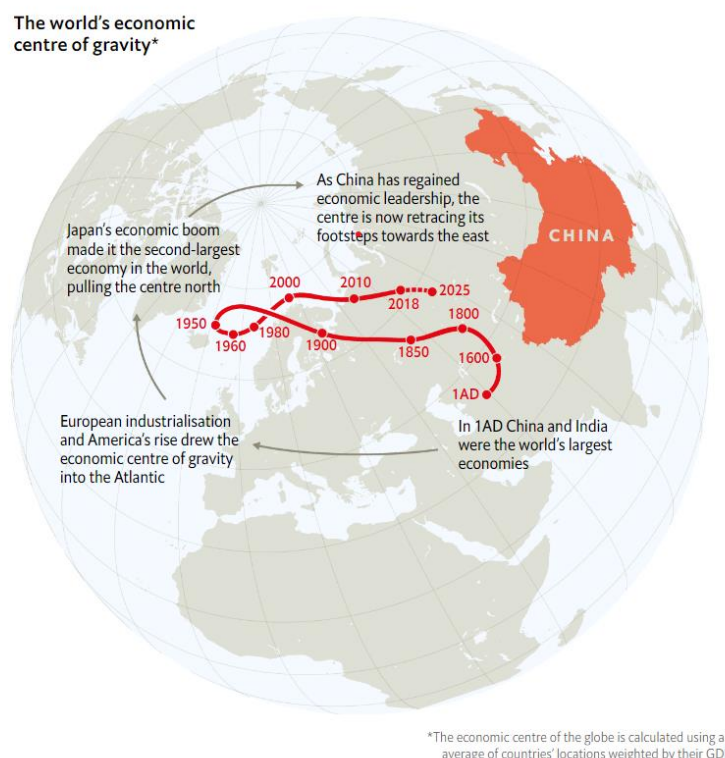 The world's economic
centre of gravity*
As China has regained
economic leadership, the
centre is now retracing its
footsteps towards the east
CHINA
Japan's economic boom
made it the second-largest
economy in the world,
pulling the centre north
2000
2010
2018
2025
1950
1960
1980
1900
1850
1800
1600
1AD
European industrialisation
and America's rise drew the
economic centre of gravity
into the Atlantic
In 1AD China and India
were the world's largest
economies
*The economic centre of the globe is calculated using a
average of countries' locations weighted by their GD